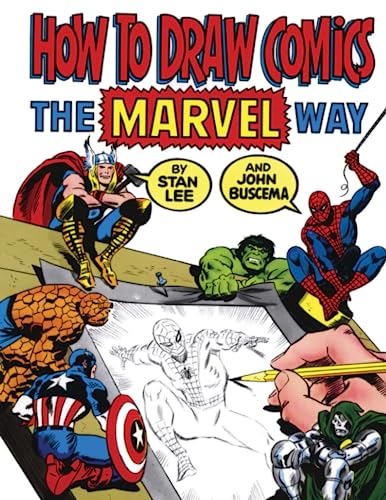 HOW TO DRAW COMICS
THE MARVEL WAY
BY
STAN
LEE
AND
JOHN
BUSCEMA